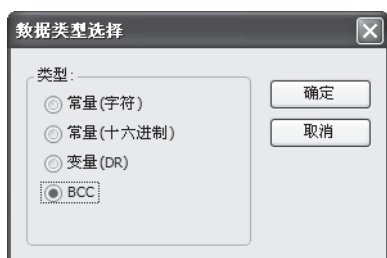 数据类型选择
类型:
常量(字符)
确定
常量(十六进制)
取消
变量(DR)
BCC